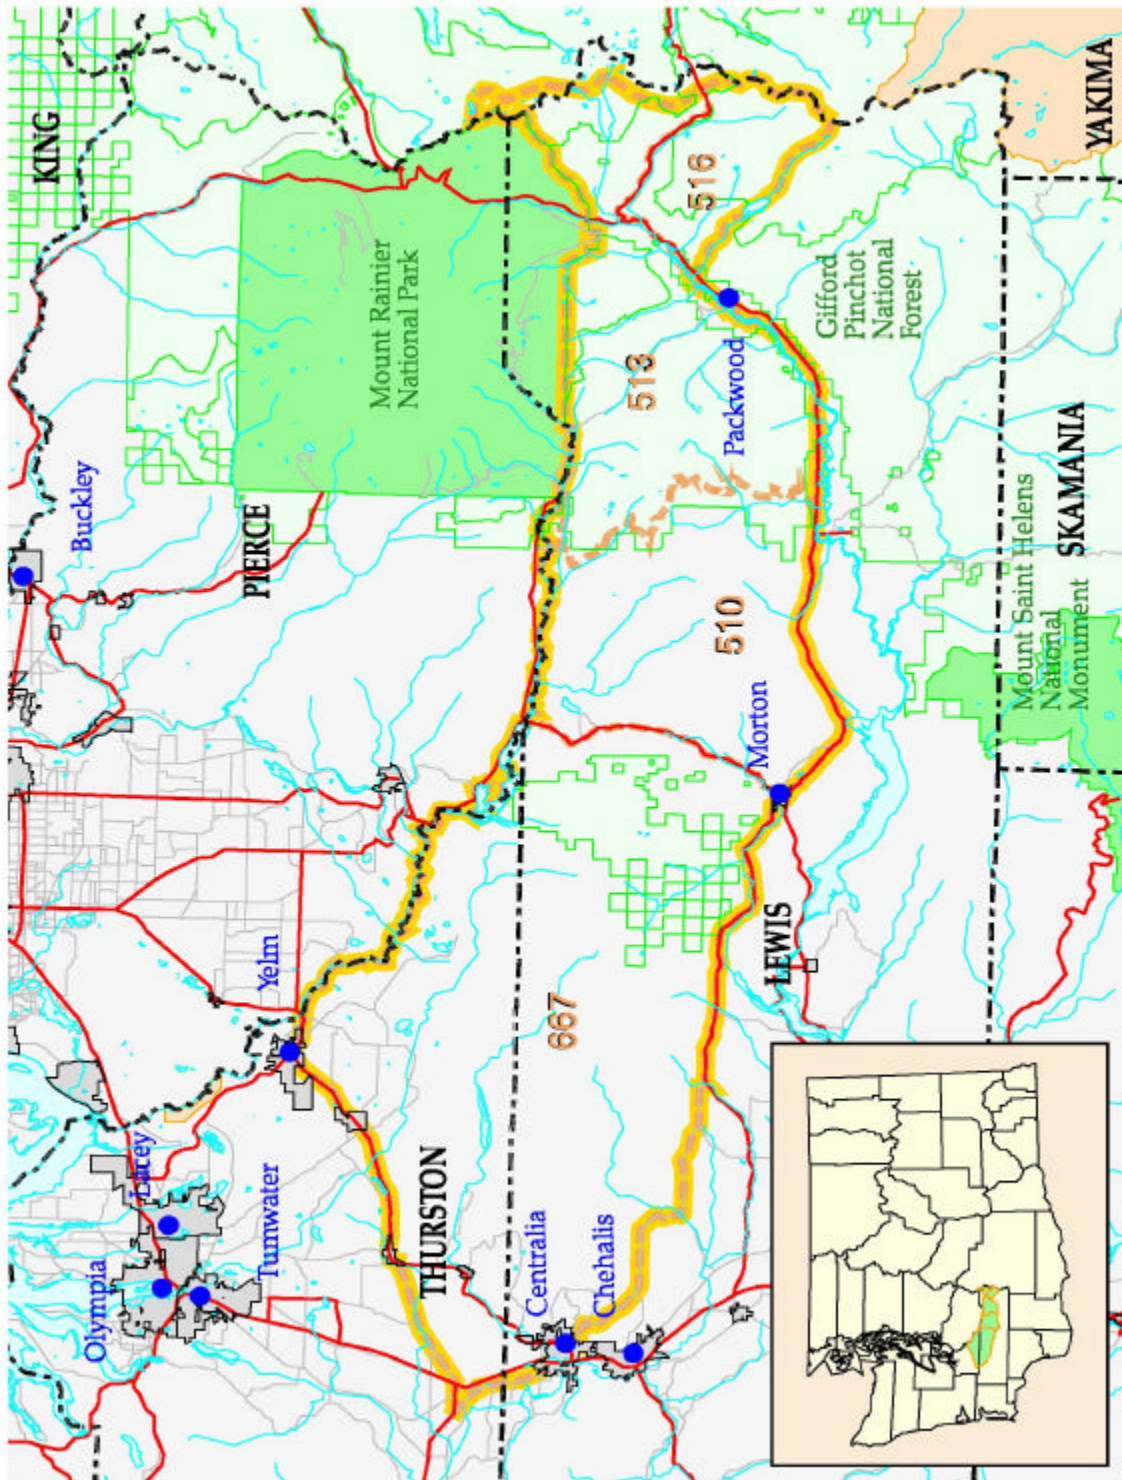 KING
YAKIMA
516
Mount Rainier
National Park
Gifford
Pinchot
National
Forest
513
Packwood
Buckley
PIERCE
SKAMANIA
Mount Saint Helens
National
Monument
510
Morton
Yelm
LEWIS
667
Lacey
Tumwater
THURSTON
Olympia
Centralia
Chehalis